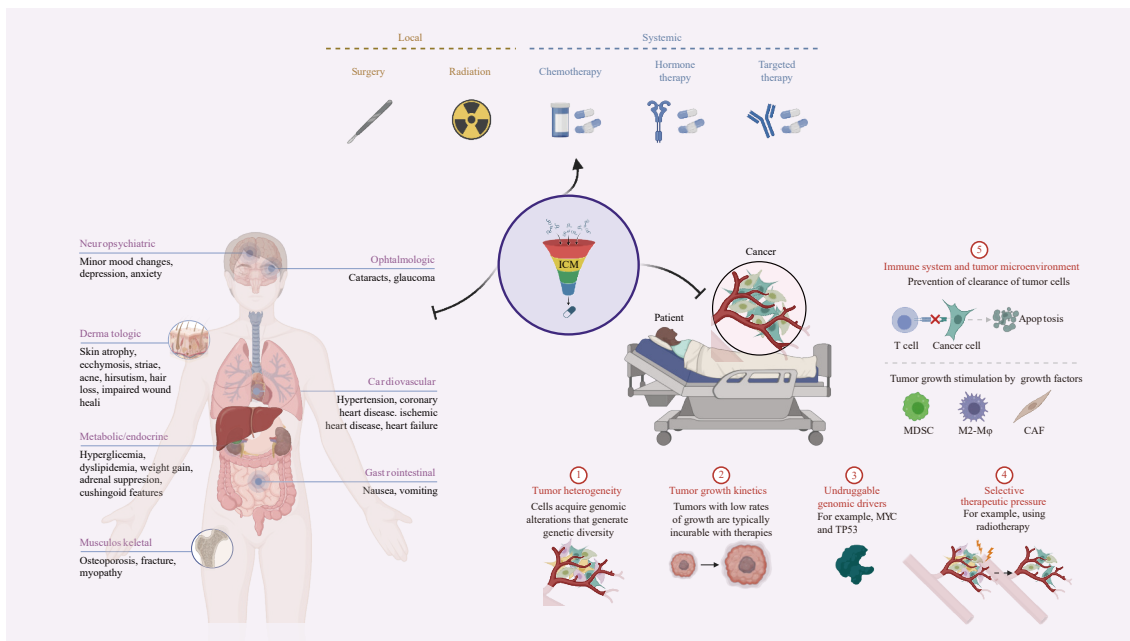 Local
Systemic
Surgery
Radiation
Chemotherapy
Hormone
therapy
Targeted
therapy
ICM
Neuropsychiatric
Minor mood changes,
depression, anxiety
Ophtalmologic
Cataracts, glaucoma
Derma tologic
Skin atrophy,
ecchymosis, striae,
acne, hirsutism, hair
loss, impaired wound
heali
Cardiovascular
Hypertension, coronary
heart disease. ischemic
heart disease, heart failure
Metabolic/endocrine
Hyperglicemia,
dyslipidemia, weight gain,
adrenal suppresion,
cushingoid features
Gastrointestinal
Nausea, vomiting
Musculos keletal
Osteoporosis, fracture,
myopathy
Cancer
Patient
5
Immune system and tumor microenvironment
Prevention of clearance of tumor cells
T cell
Cancer cell
Apoptosis
Tumor growth stimulation by growth factors
MDSC
M2-Mφ
CAF
1
Tumor heterogeneity
Cells acquire genomic
alterations that generate
genetic diversity
2
Tumor growth kinetics
Tumors with low rates
of growth are typically
incurable with therapies
3
Undruggable
genomic drivers
For example, MYC
and TP53
4
Selective
therapeutic pressure
For example, using
radiotherapy